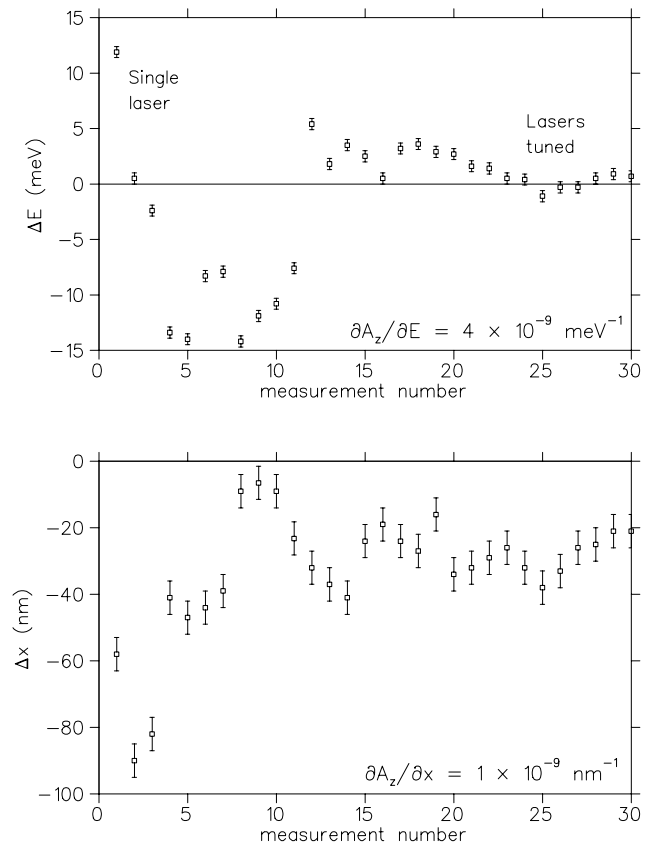 15
10
5
0
−5
−10
−15
ΔE (meV)
Single
laser
Lasers
tuned
∂A_z/∂E = 4 × 10⁻⁹ meV⁻¹
0 5 10 15 20 25 30
measurement number
0
−20
−40
−60
−80
−100
Δx (nm)
∂A_z/∂x = 1 × 10⁻⁹ nm⁻¹
0 5 10 15 20 25 30
measurement number